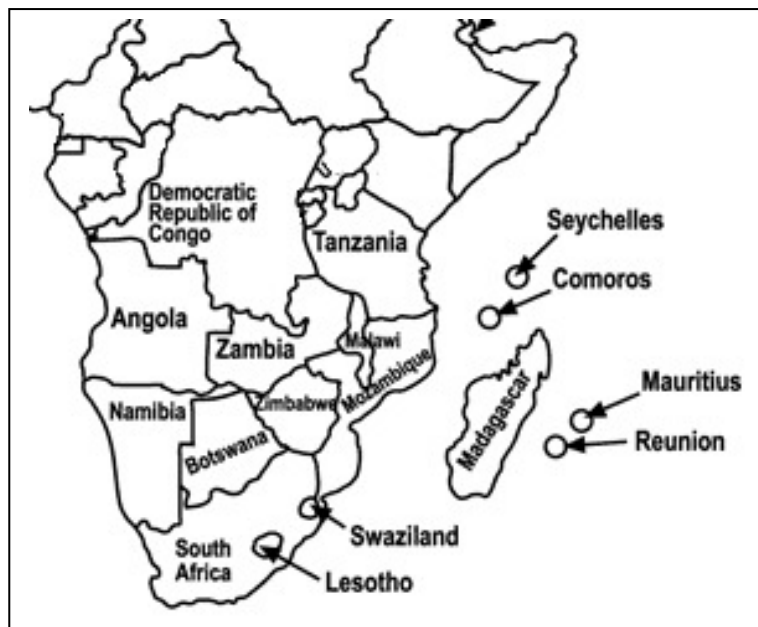 Democratic
Republic of
Congo
Tanzania
Seychelles
Comoros
Angola
Zambia
Malawi
Mozambique
Namibia
Zimbabwe
Botswana
Madagascar
Mauritius
Reunion
Swaziland
South
Africa
Lesotho